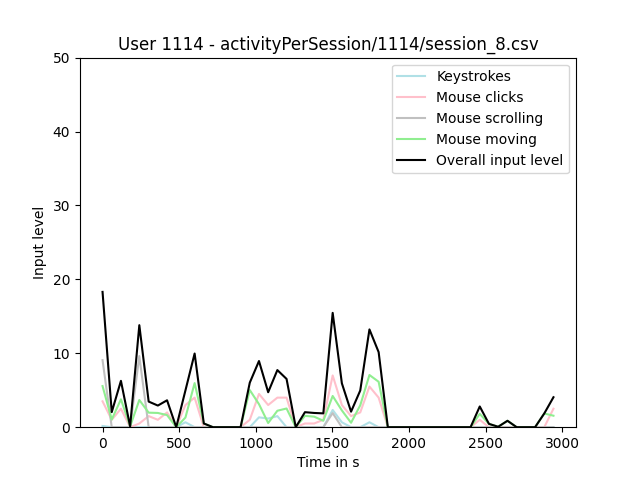 User 1114 - activityPerSession/1114/session_8.csv
50
40
30
20
10
0
Input level
Keystrokes
Mouse clicks
Mouse scrolling
Mouse moving
Overall input level
0 500 1000 1500 2000 2500 3000
Time in s